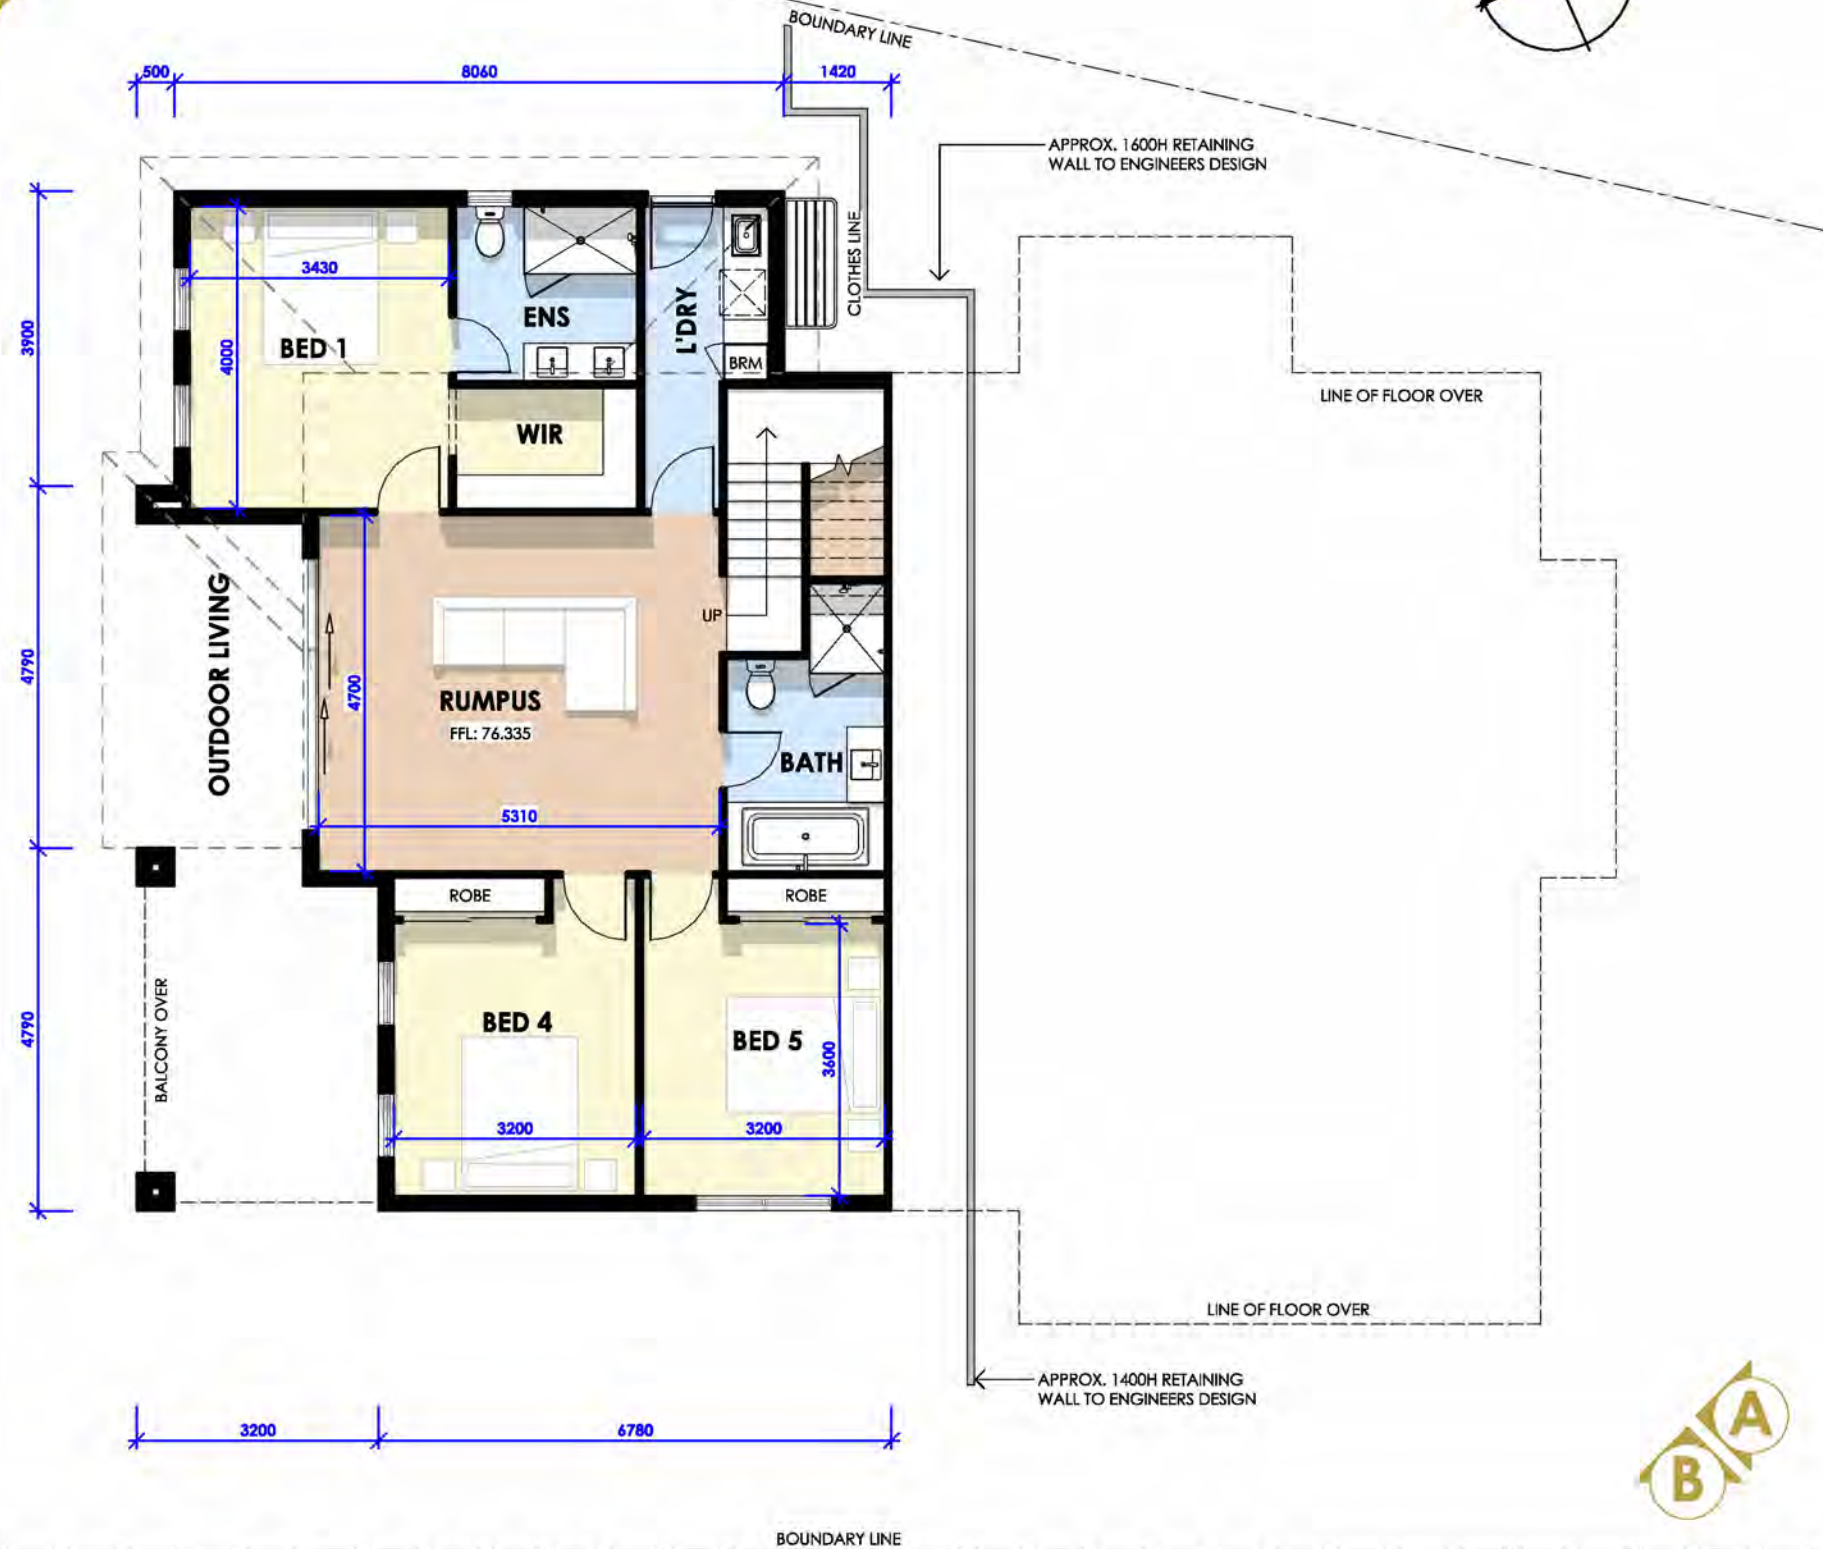 BOUNDARY LINE
500
8060
1420
APPROX. 1600H RETAINING
WALL TO ENGINEERS DESIGN
CLOTHES LINE
3430
ENS
L'DRY
3900
4000
BED 1
BRM
LINE OF FLOOR OVER
WIR
OUTDOOR LIVING
UP
4790
4700
RUMPUS
FFL: 76.335
BATH
5310
ROBE
ROBE
BALCONY OVER
4790
BED 4
BED 5
3600
3200
3200
LINE OF FLOOR OVER
APPROX. 1400H RETAINING
WALL TO ENGINEERS DESIGN
3200
6780
A
B
BOUNDARY LINE